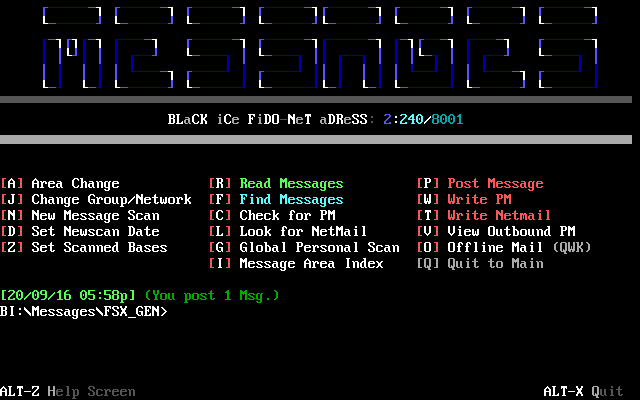 MESSAGES
BLaCK iCe FiDO-NeT aDReSS: 2:240/8001
[A] Area Change [R] Read Messages [P] Post Message
[J] Change Group/Network [F] Find Messages [W] Write PM
[N] New Message Scan [C] Check for PM [T] Write Netmail
[D] Set Newscan Date [L] Look for NetMail [V] View Outbound PM
[Z] Set Scanned Bases [G] Global Personal Scan [O] Offline Mail (QWK)
[I] Message Area Index [Q] Quit to Main
[20/09/16 05:58p] (You post 1 Msg.)
BI:\Messages\FSX_GEN>
ALT-Z Help Screen ALT-X Quit